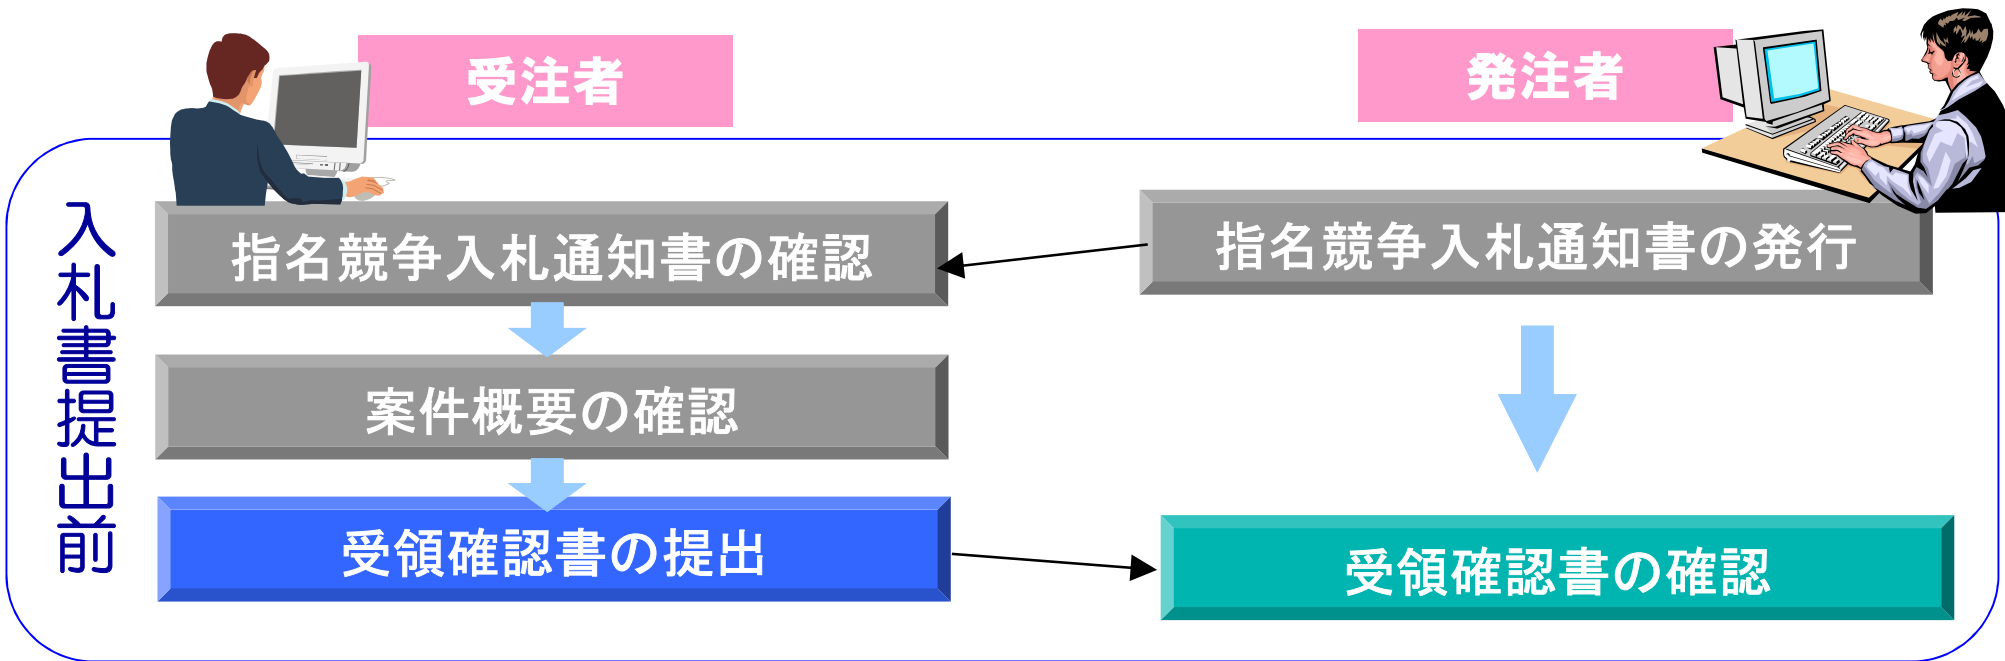 受注者
発注者
入札書提出前
指名競争入札通知書の確認
指名競争入札通知書の発行
案件概要の確認
受領確認書の提出
受領確認書の確認